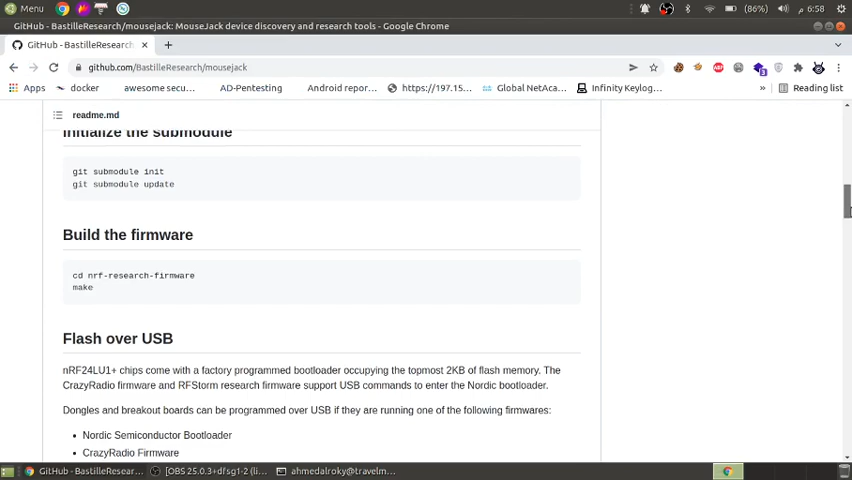 Menu
(86%)
6:58 م
GitHub - BastilleResearch/mousejack: MouseJack device discovery and research tools - Google Chrome
GitHub - BastilleResearch
github.com/BastilleResearch/mousejack
ABP
3
Apps
docker
awesome secu...
AD-Pentesting
Android repor...
https://197.15...
Global NetAca...
Infinity Keylog...
»
Reading list
readme.md
Initialize the submodule
git submodule init
git submodule update
Build the firmware
cd nrf-research-firmware
make
Flash over USB
nRF24LU1+ chips come with a factory programmed bootloader occupying the topmost 2KB of flash memory. The
CrazyRadio firmware and RFStorm research firmware support USB commands to enter the Nordic bootloader.
Dongles and breakout boards can be programmed over USB if they are running one of the following firmwares:
• Nordic Semiconductor Bootloader
• CrazyRadio Firmware
GitHub - BastilleResear...
[OBS 25.0.3+dfsg1-2 (li...
ahmedalroky@travelm...